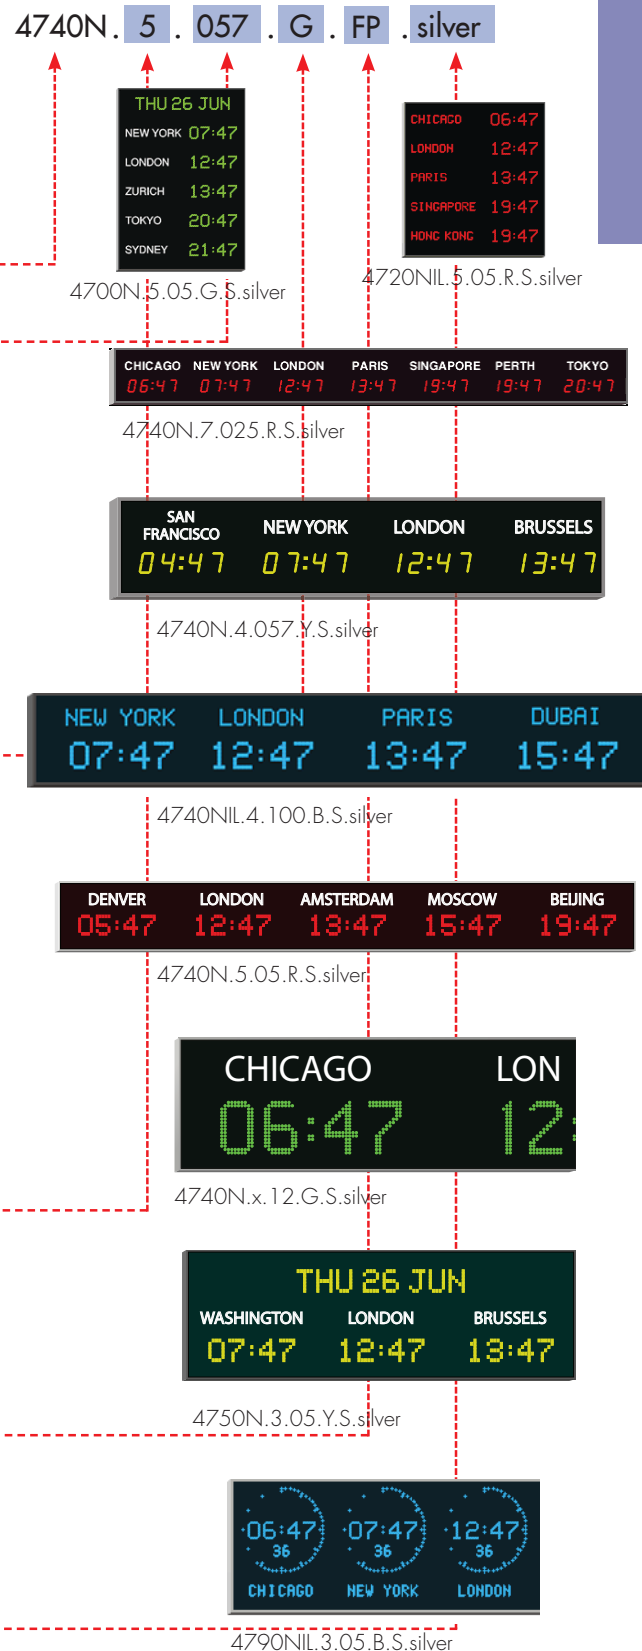 4740N. 5 . 057 . G . FP . silver
THU 26 JUN
NEW YORK 07:47
LONDON 12:47
ZURICH 13:47
TOKYO 20:47
SYDNEY 21:47
4700N.5.05.G.S.silver
CHICAGO 06:47
LONDON 12:47
PARIS 13:47
SINGAPORE 19:47
HONG KONG 19:47
4720NIL.5.05.R.S.silver
CHICAGO NEW YORK LONDON PARIS SINGAPORE PERTH TOKYO
06:47 07:47 12:47 13:47 19:47 19:47 20:47
4740N.7.025.R.S.silver
SAN
FRANCISCO NEW YORK LONDON BRUSSELS
04:47 07:47 12:47 13:47
4740N.4.057.Y.S.silver
NEW YORK LONDON PARIS DUBAI
07:47 12:47 13:47 15:47
4740NIL.4.100.B.S.silver
DENVER LONDON AMSTERDAM MOSCOW BEIJING
05:47 12:47 13:47 15:47 19:47
4740N.5.05.R.S.silver
CHICAGO LON
06:47 12:
4740N.x.12.G.S.silver
THU 26 JUN
WASHINGTON LONDON BRUSSELS
07:47 12:47 13:47
4750N.3.05.Y.S.silver
06:47 07:47 12:47
36 36 36
CHICAGO NEW YORK LONDON
4790NIL.3.05.B.S.silver